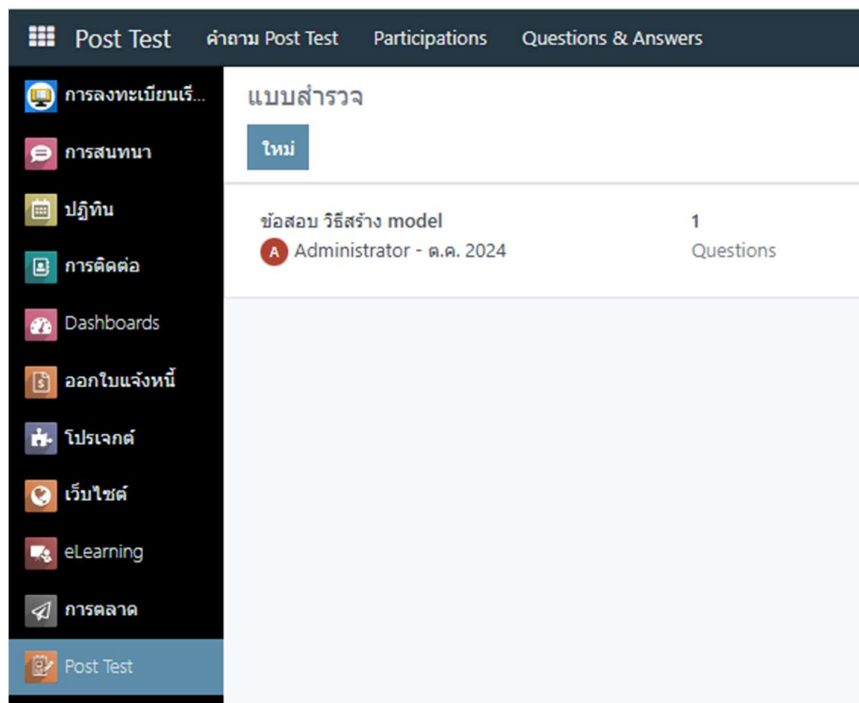 Post Test คำถาม Post Test Participations Questions & Answers
การลงทะเบียนเรี...
การสนทนา
ปฏิทิน
การติดต่อ
Dashboards
ออกใบแจ้งหนี้
โปรเจกต์
เว็บไซต์
eLearning
การตลาด
Post Test
แบบสำรวจ
ใหม่
ข้อสอบ วิธีสร้าง model
A Administrator - ต.ค. 2024
1
Questions